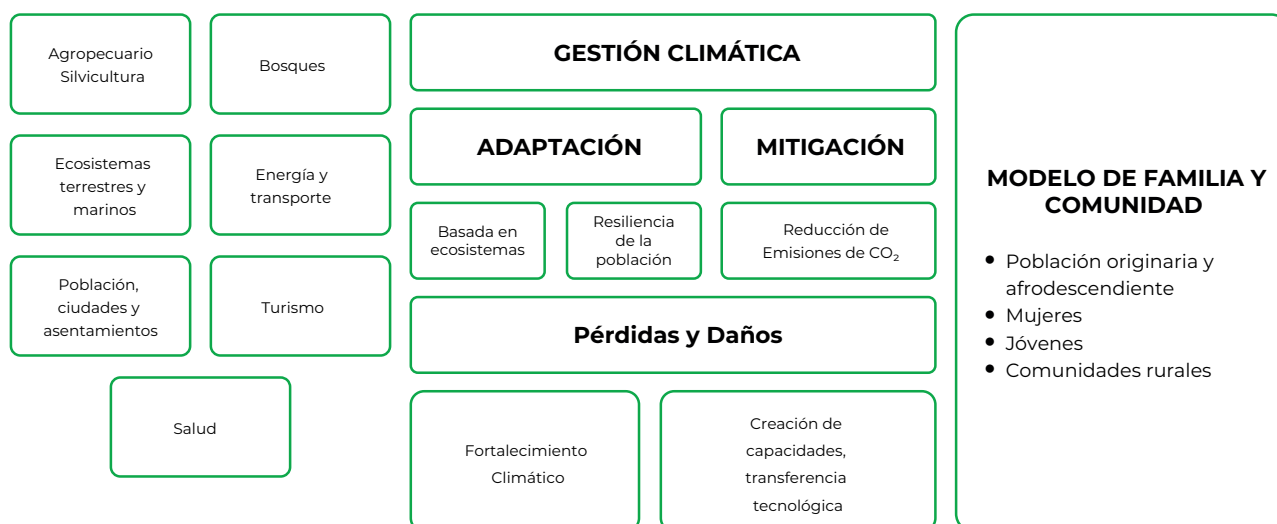 Agropecuario
Silvicultura
Bosques
Ecosistemas
terrestres y
marinos
Energía y
transporte
Población,
ciudades y
asentamientos
Turismo
Salud
GESTIÓN CLIMÁTICA
ADAPTACIÓN
MITIGACIÓN
Basada en
ecosistemas
Resiliencia
de la
población
Reducción de
Emisiones de CO₂
Pérdidas y Daños
Fortalecimiento
Climático
Creación de
capacidades,
transferencia
tecnológica
MODELO DE FAMILIA Y
COMUNIDAD
• Población originaria y
afrodescendiente
• Mujeres
• Jóvenes
• Comunidades rurales